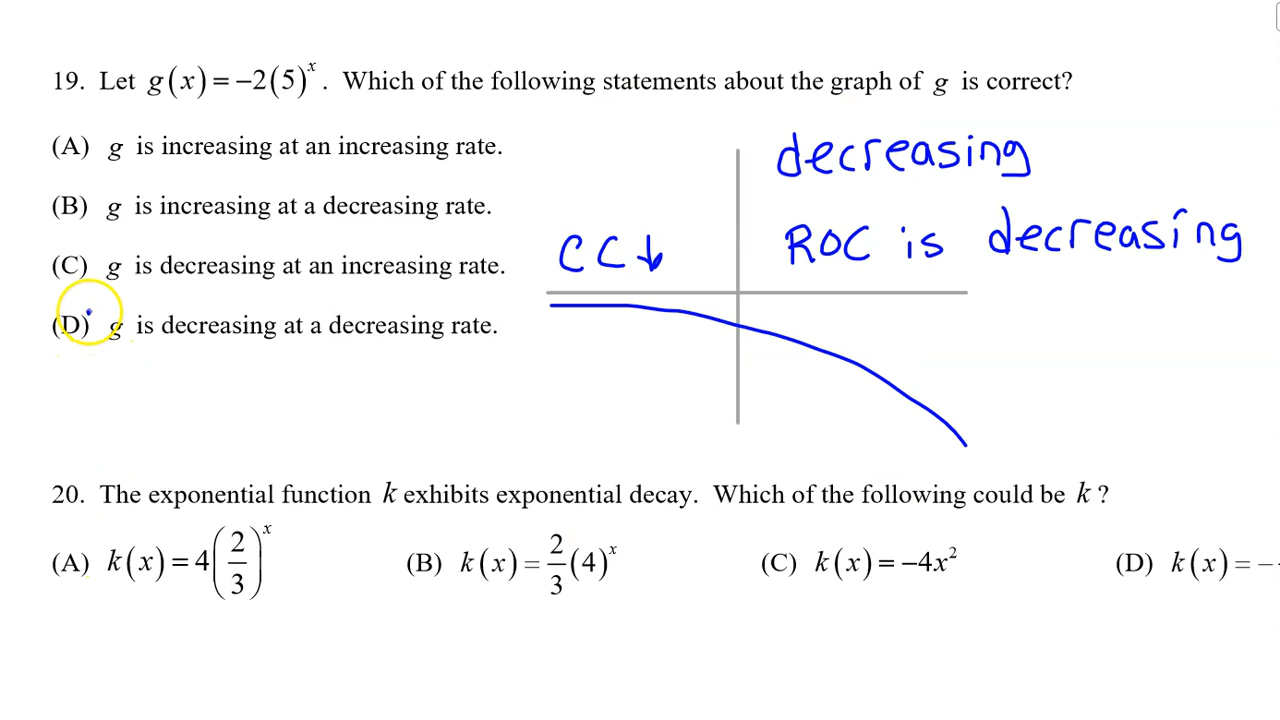 19. Let g(x) = −2(5)^x. Which of the following statements about the graph of g is correct?
(A) g is increasing at an increasing rate.
(B) g is increasing at a decreasing rate.
(C) g is decreasing at an increasing rate.
(D) g is decreasing at a decreasing rate.
decreasing
ROC is decreasing
CC↓
20. The exponential function k exhibits exponential decay. Which of the following could be k?
(A) k(x) = 4(2/3)^x (B) k(x) = 2/3(4)^x (C) k(x) = −4x² (D) k(x) = −